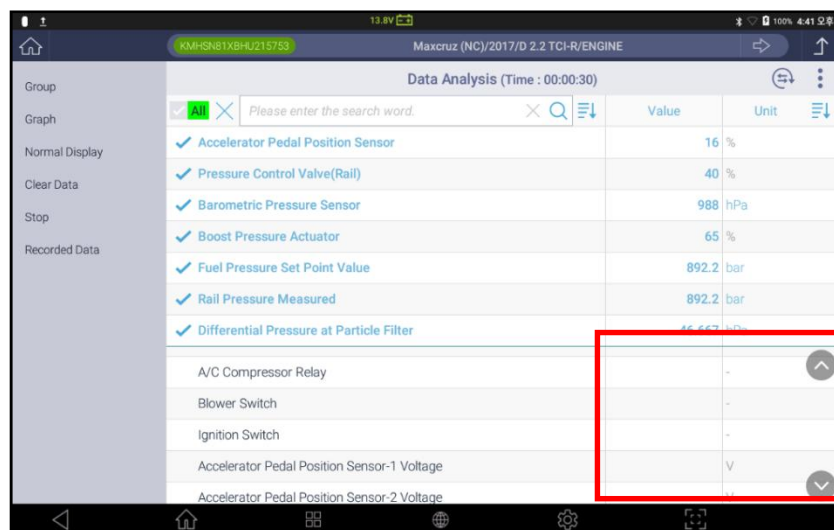 13.8V
100% 4:41 오후
KMHSN81XBHU215753
Maxcruz (NC)/2017/D 2.2 TCI-R/ENGINE
Data Analysis (Time : 00:00:30)
Group
Graph
Normal Display
Clear Data
Stop
Recorded Data
All Please enter the search word. Value Unit
Accelerator Pedal Position Sensor 16 %
Pressure Control Valve(Rail) 40 %
Barometric Pressure Sensor 988 hPa
Boost Pressure Actuator 65 %
Fuel Pressure Set Point Value 892.2 bar
Rail Pressure Measured 892.2 bar
Differential Pressure at Particle Filter 46.667 hPa
A/C Compressor Relay -
Blower Switch -
Ignition Switch -
Accelerator Pedal Position Sensor-1 Voltage V
Accelerator Pedal Position Sensor-2 Voltage V